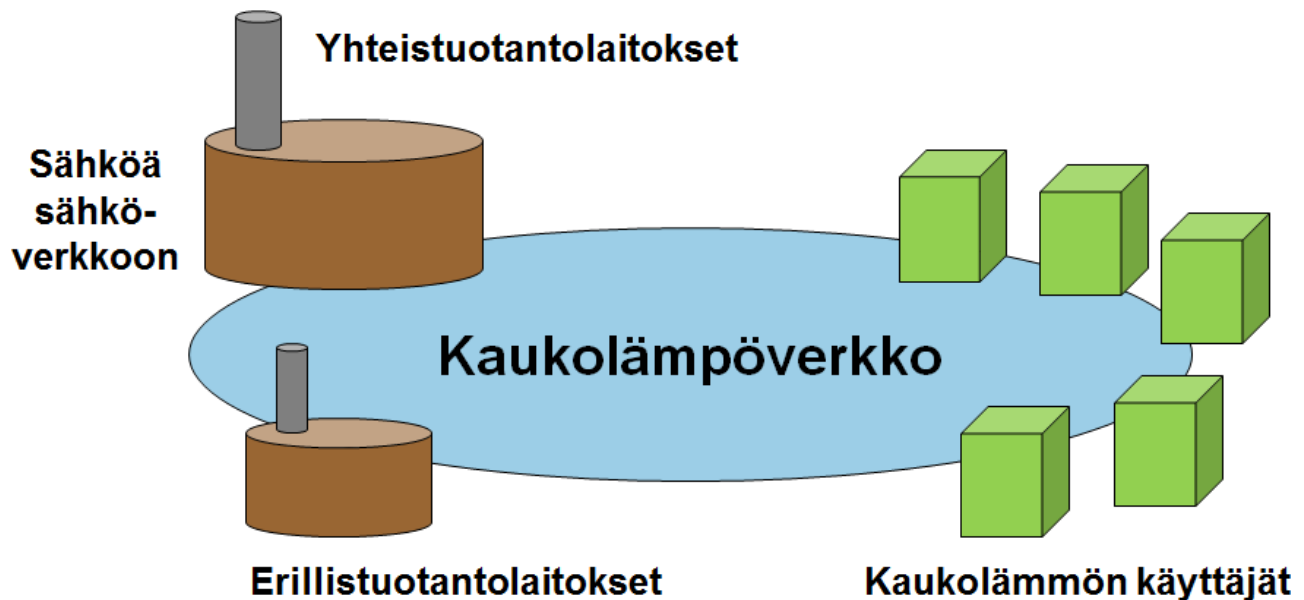 Yhteistuotantolaitokset
Sähköä
sähkö-
verkkoon
Kaukolämpöverkko
Erillistuotantolaitokset
Kaukolämmön käyttäjät